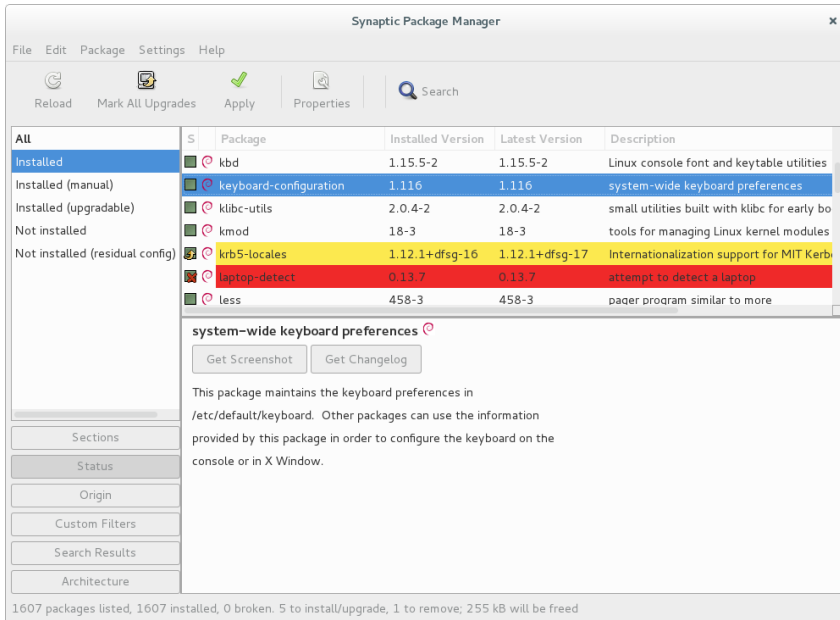 Synaptic Package Manager ×
File Edit Package Settings Help
Reload Mark All Upgrades Apply Properties Search
All
Installed
Installed (manual)
Installed (upgradable)
Not installed
Not installed (residual config)
S Package Installed Version Latest Version Description
kbd 1.15.5-2 1.15.5-2 Linux console font and keytable utilities
keyboard-configuration 1.116 1.116 system-wide keyboard preferences
klibc-utils 2.0.4-2 2.0.4-2 small utilities built with klibc for early bo
kmod 18-3 18-3 tools for managing Linux kernel modules
krb5-locales 1.12.1+dfsg-16 1.12.1+dfsg-17 Internationalization support for MIT Kerb
laptop-detect 0.13.7 0.13.7 attempt to detect a laptop
less 458-3 458-3 pager program similar to more
system-wide keyboard preferences
Get Screenshot Get Changelog
This package maintains the keyboard preferences in
/etc/default/keyboard. Other packages can use the information
provided by this package in order to configure the keyboard on the
console or in X Window.
Sections
Status
Origin
Custom Filters
Search Results
Architecture
1607 packages listed, 1607 installed, 0 broken. 5 to install/upgrade, 1 to remove; 255 kB will be freed